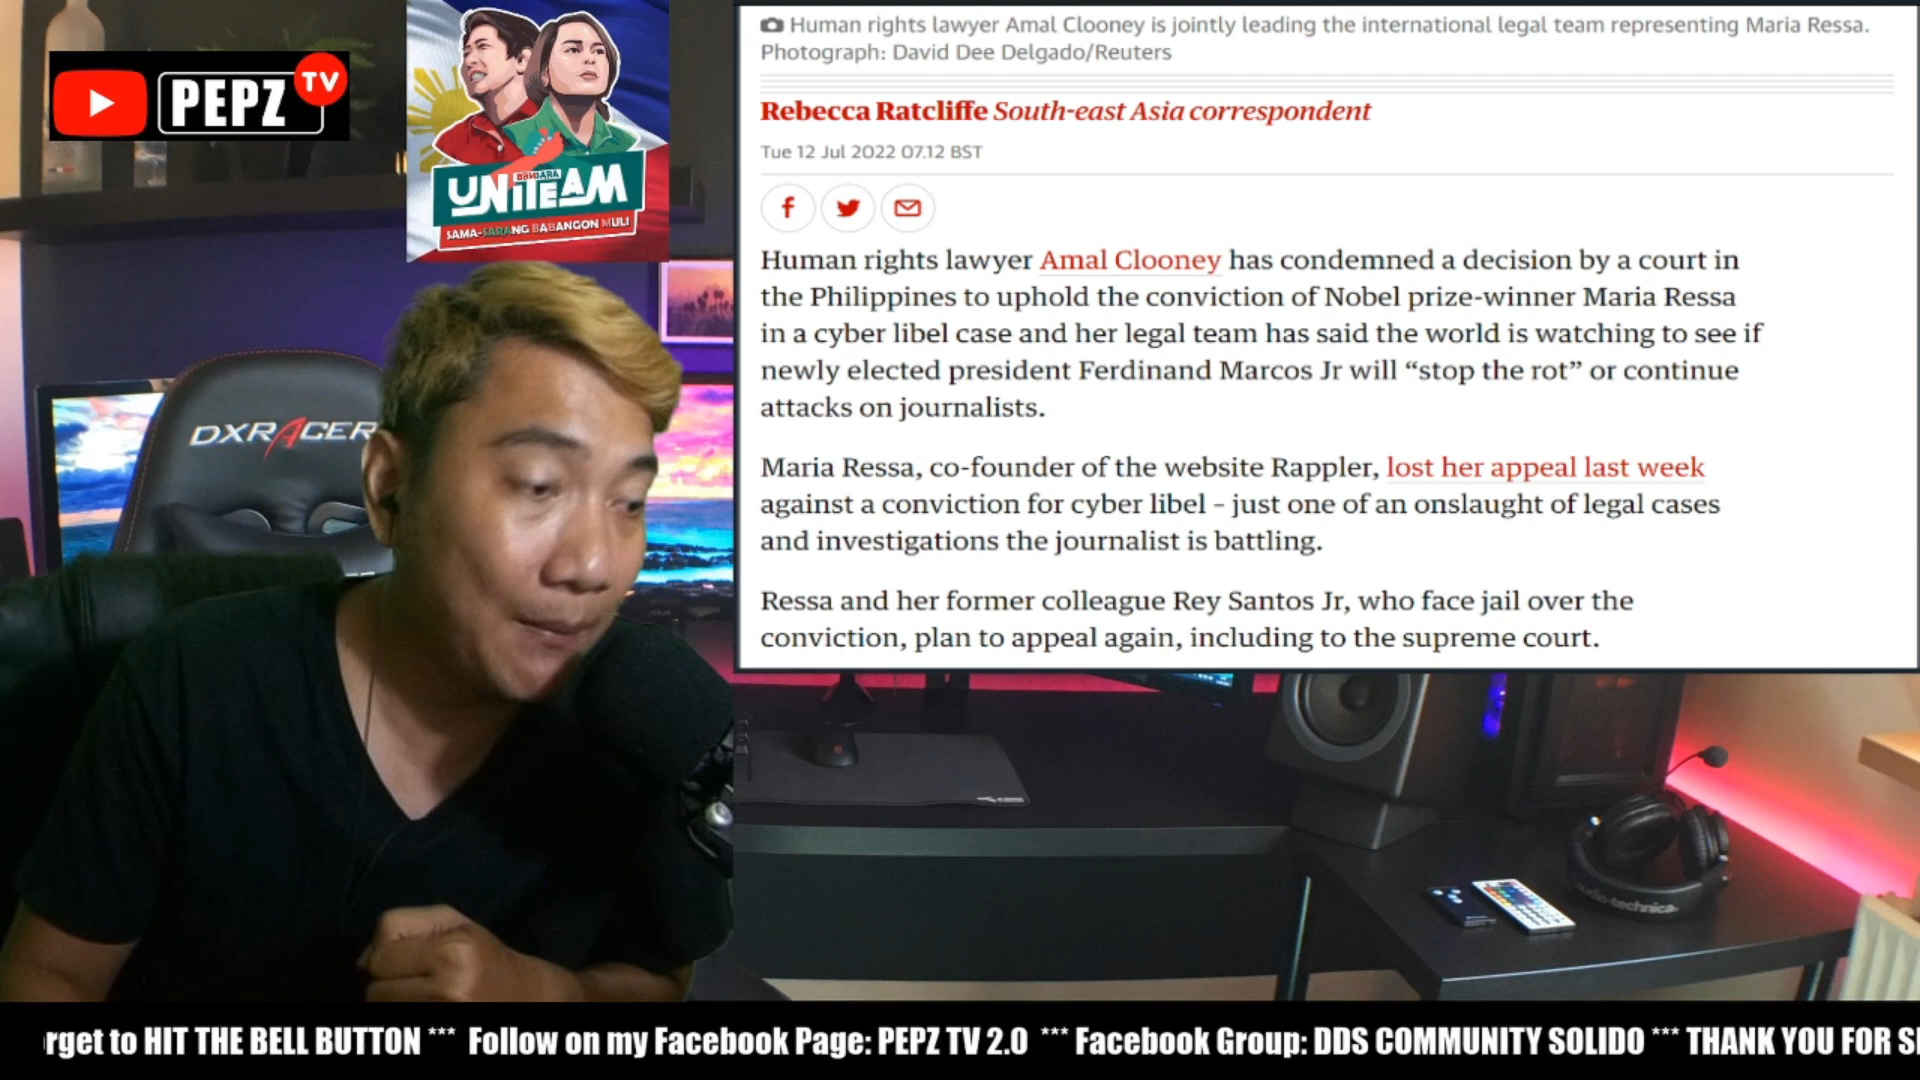 PEPZ TV
BBMSARA
UNITEAM
SAMA-SARANG BABANGON MULI
DXRACER
Human rights lawyer Amal Clooney is jointly leading the international legal team representing Maria Ressa.
Photograph: David Dee Delgado/Reuters
Rebecca Ratcliffe South-east Asia correspondent
Tue 12 Jul 2022 07.12 BST
Human rights lawyer Amal Clooney has condemned a decision by a court in
the Philippines to uphold the conviction of Nobel prize-winner Maria Ressa
in a cyber libel case and her legal team has said the world is watching to see if
newly elected president Ferdinand Marcos Jr will “stop the rot” or continue
attacks on journalists.
Maria Ressa, co-founder of the website Rappler, lost her appeal last week
against a conviction for cyber libel – just one of an onslaught of legal cases
and investigations the journalist is battling.
Ressa and her former colleague Rey Santos Jr, who face jail over the
conviction, plan to appeal again, including to the supreme court.
audio-technica
rget to HIT THE BELL BUTTON *** Follow on my Facebook Page: PEPZ TV 2.0 *** Facebook Group: DDS COMMUNITY SOLIDO *** THANK YOU FOR